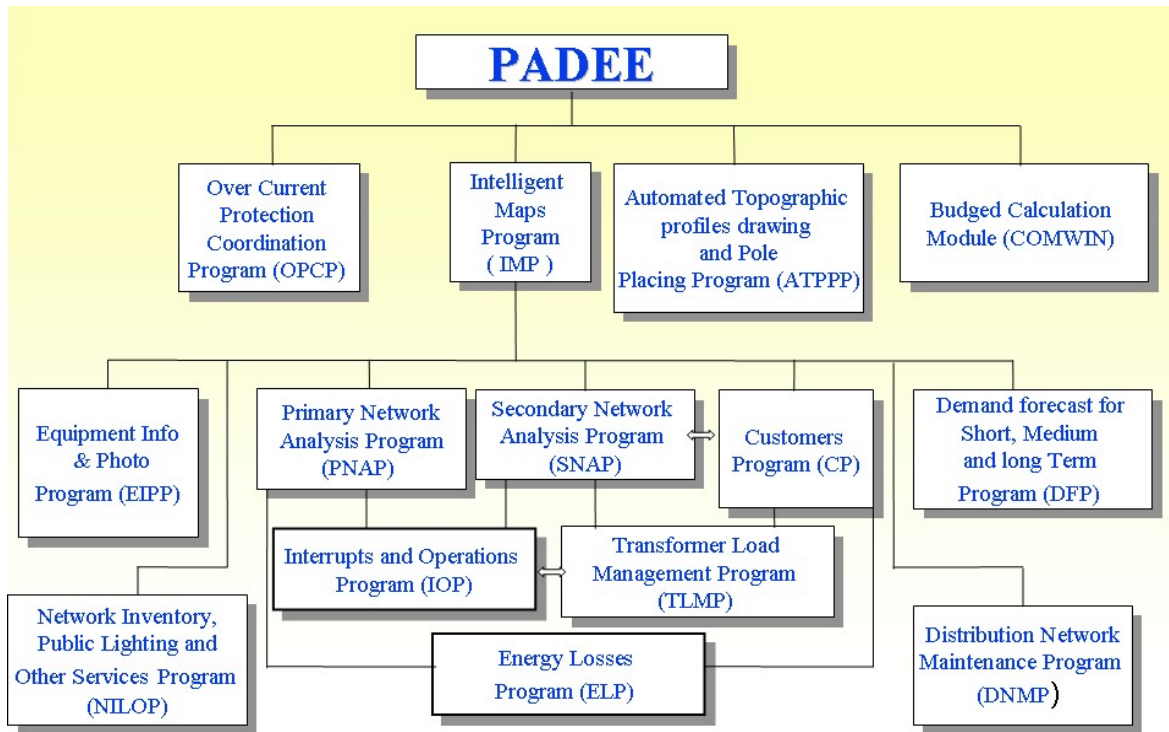 PADEE
Over Current
Protection
Coordination
Program (OPCP)
Intelligent
Maps
Program
( IMP )
Automated Topographic
profiles drawing
and Pole
Placing Program (ATPPP)
Budged Calculation
Module (COMWIN)
Equipment Info
& Photo
Program (EIPP)
Primary Network
Analysis Program
(PNAP)
Secondary Network
Analysis Program
(SNAP)
Customers
Program (CP)
Demand forecast for
Short, Medium
and long Term
Program (DFP)
Interrupts and Operations
Program (IOP)
Transformer Load
Management Program
(TLMP)
Network Inventory,
Public Lighting and
Other Services Program
(NILOP)
Energy Losses
Program (ELP)
Distribution Network
Maintenance Program
(DNMP)